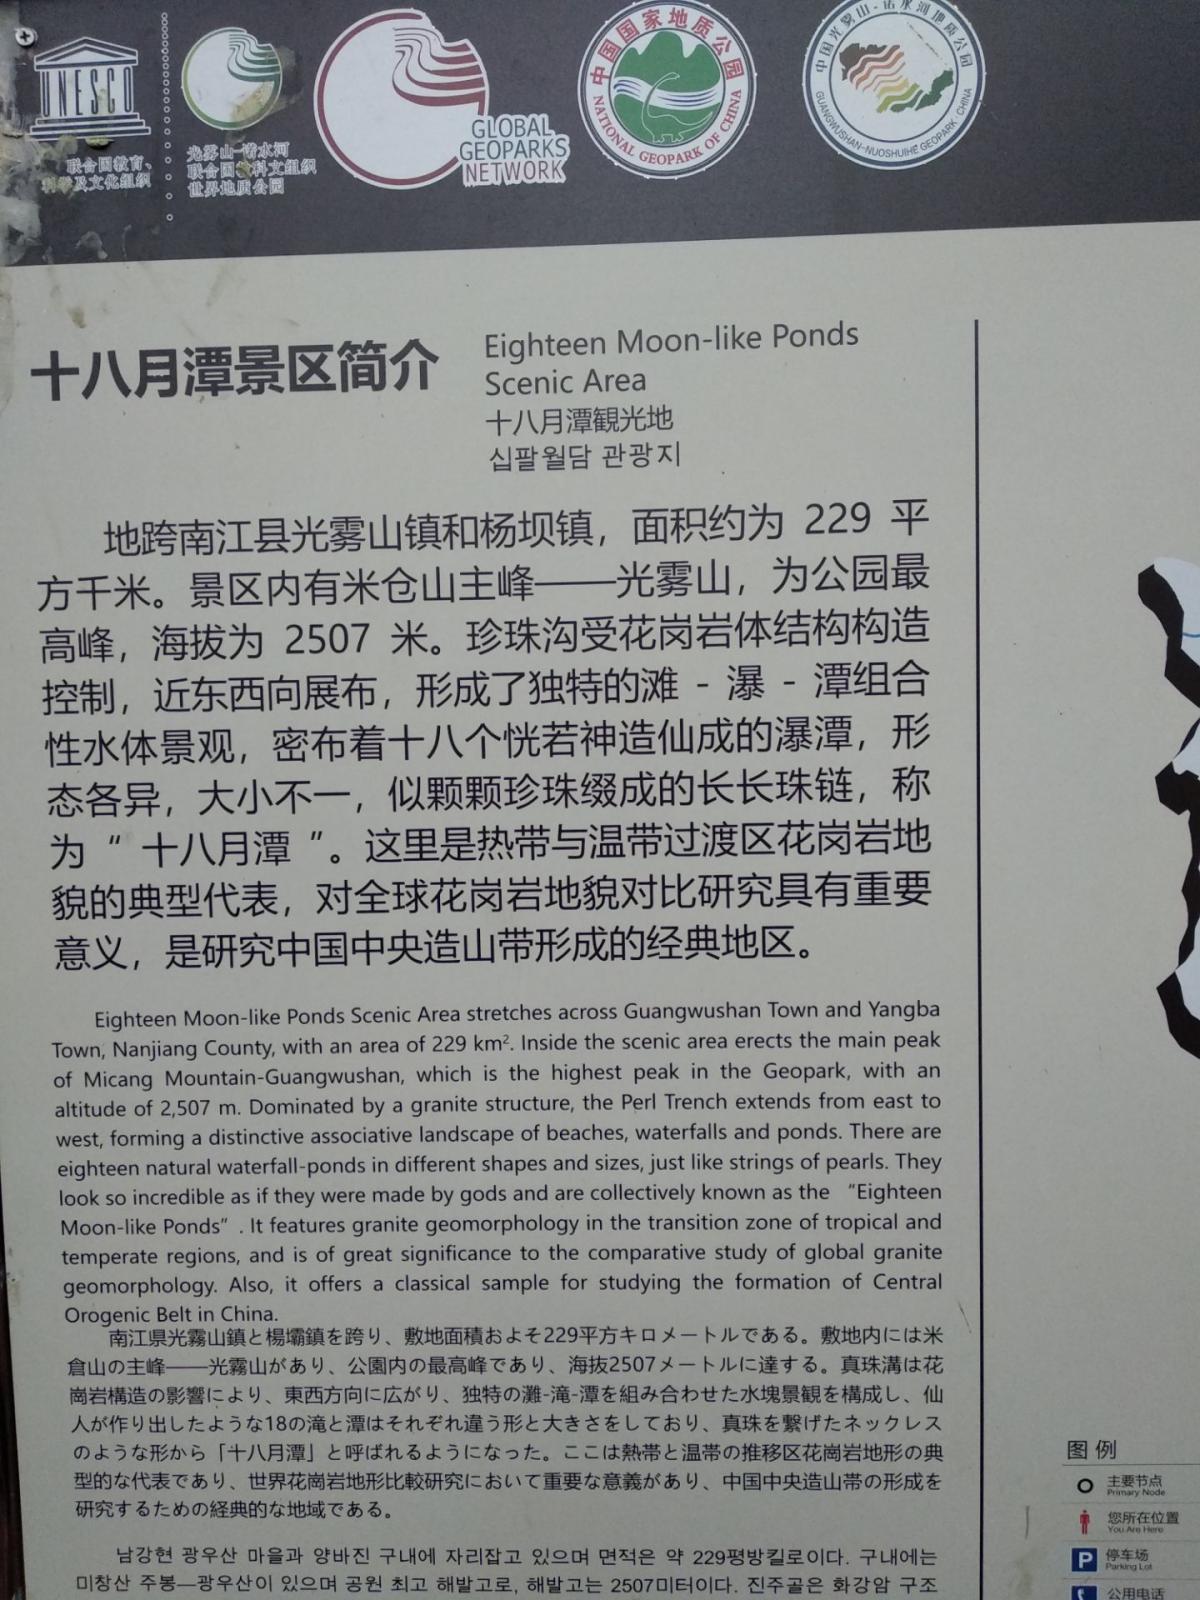 UNESCO
联合国教育、
科学及文化组织
光雾山-诺水河
联合国教科文组织
世界地质公园
GLOBAL
GEOPARKS
NETWORK
中国国家地质公园
NATIONAL GEOPARK OF CHINA
中国光雾山-诺水河地质公园
GUANGWUSHAN-NUOSHUIHE GEOPARK CHINA
十八月潭景区简介
Eighteen Moon-like Ponds
Scenic Area
十八月潭観光地
십팔월담 관광지
地跨南江县光雾山镇和杨坝镇，面积约为 229 平
方千米。景区内有米仓山主峰——光雾山，为公园最
高峰，海拔为 2507 米。珍珠沟受花岗岩体结构构造
控制，近东西向展布，形成了独特的滩 - 瀑 - 潭组合
性水体景观，密布着十八个恍若神造仙成的瀑潭，形
态各异，大小不一，似颗颗珍珠缀成的长长珠链，称
为“ 十八月潭 ”。这里是热带与温带过渡区花岗岩地
貌的典型代表，对全球花岗岩地貌对比研究具有重要
意义，是研究中国中央造山带形成的经典地区。
Eighteen Moon-like Ponds Scenic Area stretches across Guangwushan Town and Yangba
Town, Nanjiang County, with an area of 229 km². Inside the scenic area erects the main peak
of Micang Mountain-Guangwushan, which is the highest peak in the Geopark, with an
altitude of 2,507 m. Dominated by a granite structure, the Perl Trench extends from east to
west, forming a distinctive associative landscape of beaches, waterfalls and ponds. There are
eighteen natural waterfall-ponds in different shapes and sizes, just like strings of pearls. They
look so incredible as if they were made by gods and are collectively known as the “Eighteen
Moon-like Ponds” . It features granite geomorphology in the transition zone of tropical and
temperate regions, and is of great significance to the comparative study of global granite
geomorphology. Also, it offers a classical sample for studying the formation of Central
Orogenic Belt in China.
南江県光霧山鎮と楊壩鎮を跨り、敷地面積およそ229平方キロメートルである。敷地内には米
倉山の主峰——光霧山があり、公園内の最高峰であり、海抜2507メートルに達する。真珠溝は花
崗岩構造の影響により、東西方向に広がり、独特の灘-滝-潭を組み合わせた水塊景観を構成し、仙
人が作り出したような18の滝と潭はそれぞれ違う形と大きさをしており、真珠を繋げたネックレス
のような形から「十八月潭」と呼ばれるようになった。ここは熱帯と温帯の推移区花崗岩地形の典
型的な代表であり、世界花崗岩地形比較研究において重要な意義があり、中国中央造山帯の形成を
研究するための経典的な地域である。
남강현 광우산 마을과 양바진 구내에 자리잡고 있으며 면적은 약 229평방킬로이다. 구내에는
미창산 주봉—광우산이 있으며 공원 최고 해발고로, 해발고는 2507미터이다. 진주골은 화강암 구조
图 例
主要节点
Primary Node
您所在位置
You Are Here
P
停车场
Parking Lot
公用电话